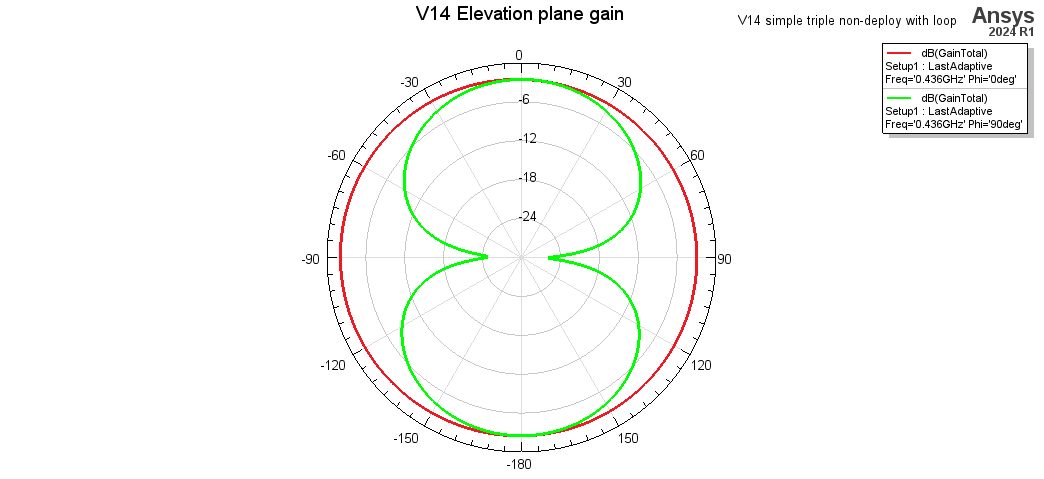 V14 Elevation plane gain
V14 simple triple non-deploy with loop
Ansys
2024 R1
dB(GainTotal)
Setup1 : LastAdaptive
Freq='0.436GHz' Phi='0deg'
dB(GainTotal)
Setup1 : LastAdaptive
Freq='0.436GHz' Phi='90deg'
0
-30
30
-6
-12
-60
60
-18
-24
-90
90
-120
120
-150
150
-180